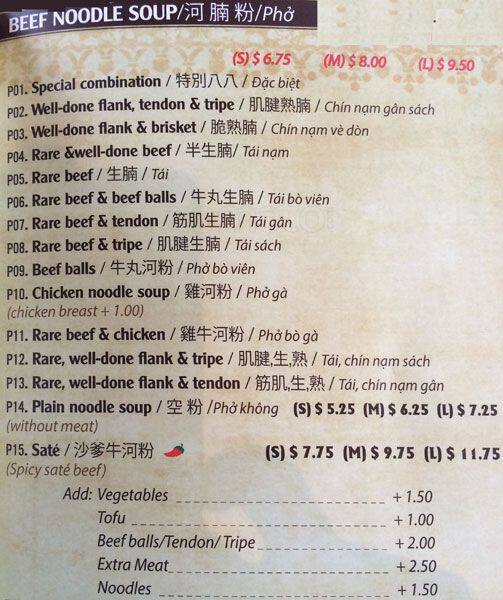 BEEF NOODLE SOUP/河腩粉/Phở
(S) $ 6.75 (M) $ 8.00 (L) $ 9.50
P01. Special combination / 特別八八 / Đặc biệt
P02. Well-done flank, tendon & tripe / 肌腱熟腩 / Chín nạm gân sách
P03. Well-done flank & brisket / 脆熟腩 / Chín nạm vè dòn
P04. Rare &well-done beef / 半生腩/ Tái nạm
P05. Rare beef / 生腩 / Tái
P06. Rare beef & beef balls / 牛丸生腩 / Tái bò viên
P07. Rare beef & tendon / 筋肌生腩 / Tái gân
P08. Rare beef & tripe / 肌腱生腩 / Tái sách
P09. Beef balls / 牛丸河粉 / Phở bò viên
P10. Chicken noodle soup / 雞河粉 / Phở gà
(chicken breast + 1.00)
P11. Rare beef & chicken / 雞牛河粉 / Phở bò gà
P12. Rare, well-done flank & tripe / 肌腱,生,熟 / Tái, chín nạm sách
P13. Rare, well-done flank & tendon / 筋肌,生,熟 / Tái, chín nạm gân
P14. Plain noodle soup / 空 粉 /Phở không (S) $ 5.25 (M) $ 6.25 (L) $ 7.25
(without meat)
P15. Saté / 沙爹牛河粉 (S) $ 7.75 (M) $ 9.75 (L) $ 11.75
(Spicy saté beef)
Add: Vegetables + 1.50
Tofu + 1.00
Beef balls/Tendon/ Tripe + 2.00
Extra Meat + 2.50
Noodles + 1.50